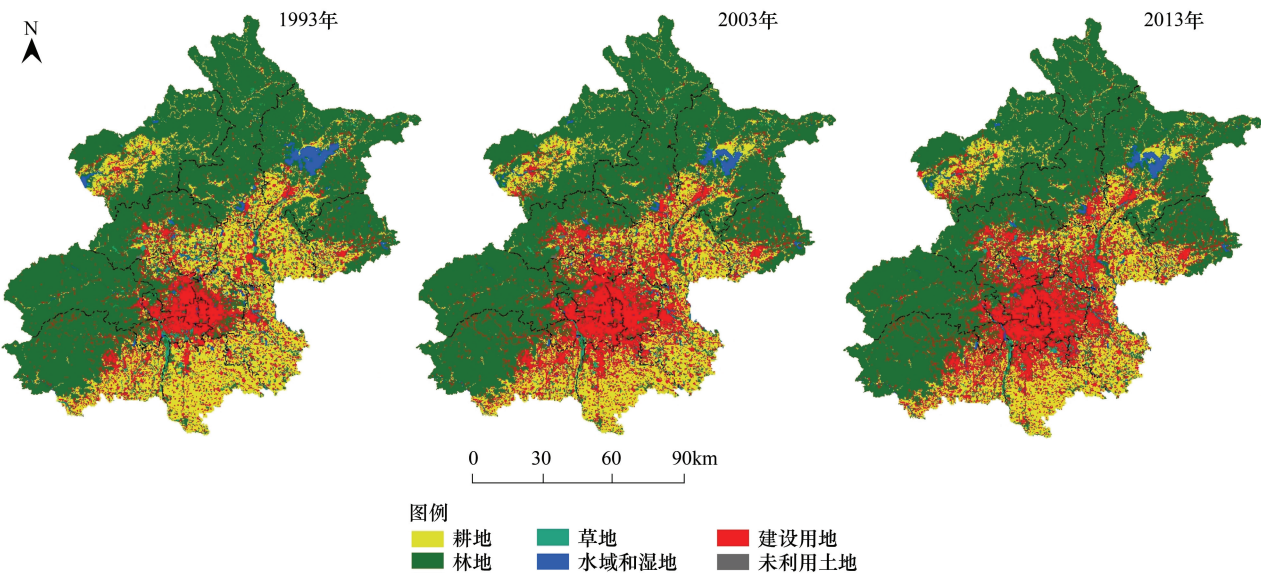 N
1993年
2003年
2013年
0 30 60 90km
图例
耕地 草地 建设用地
林地 水域和湿地 未利用土地